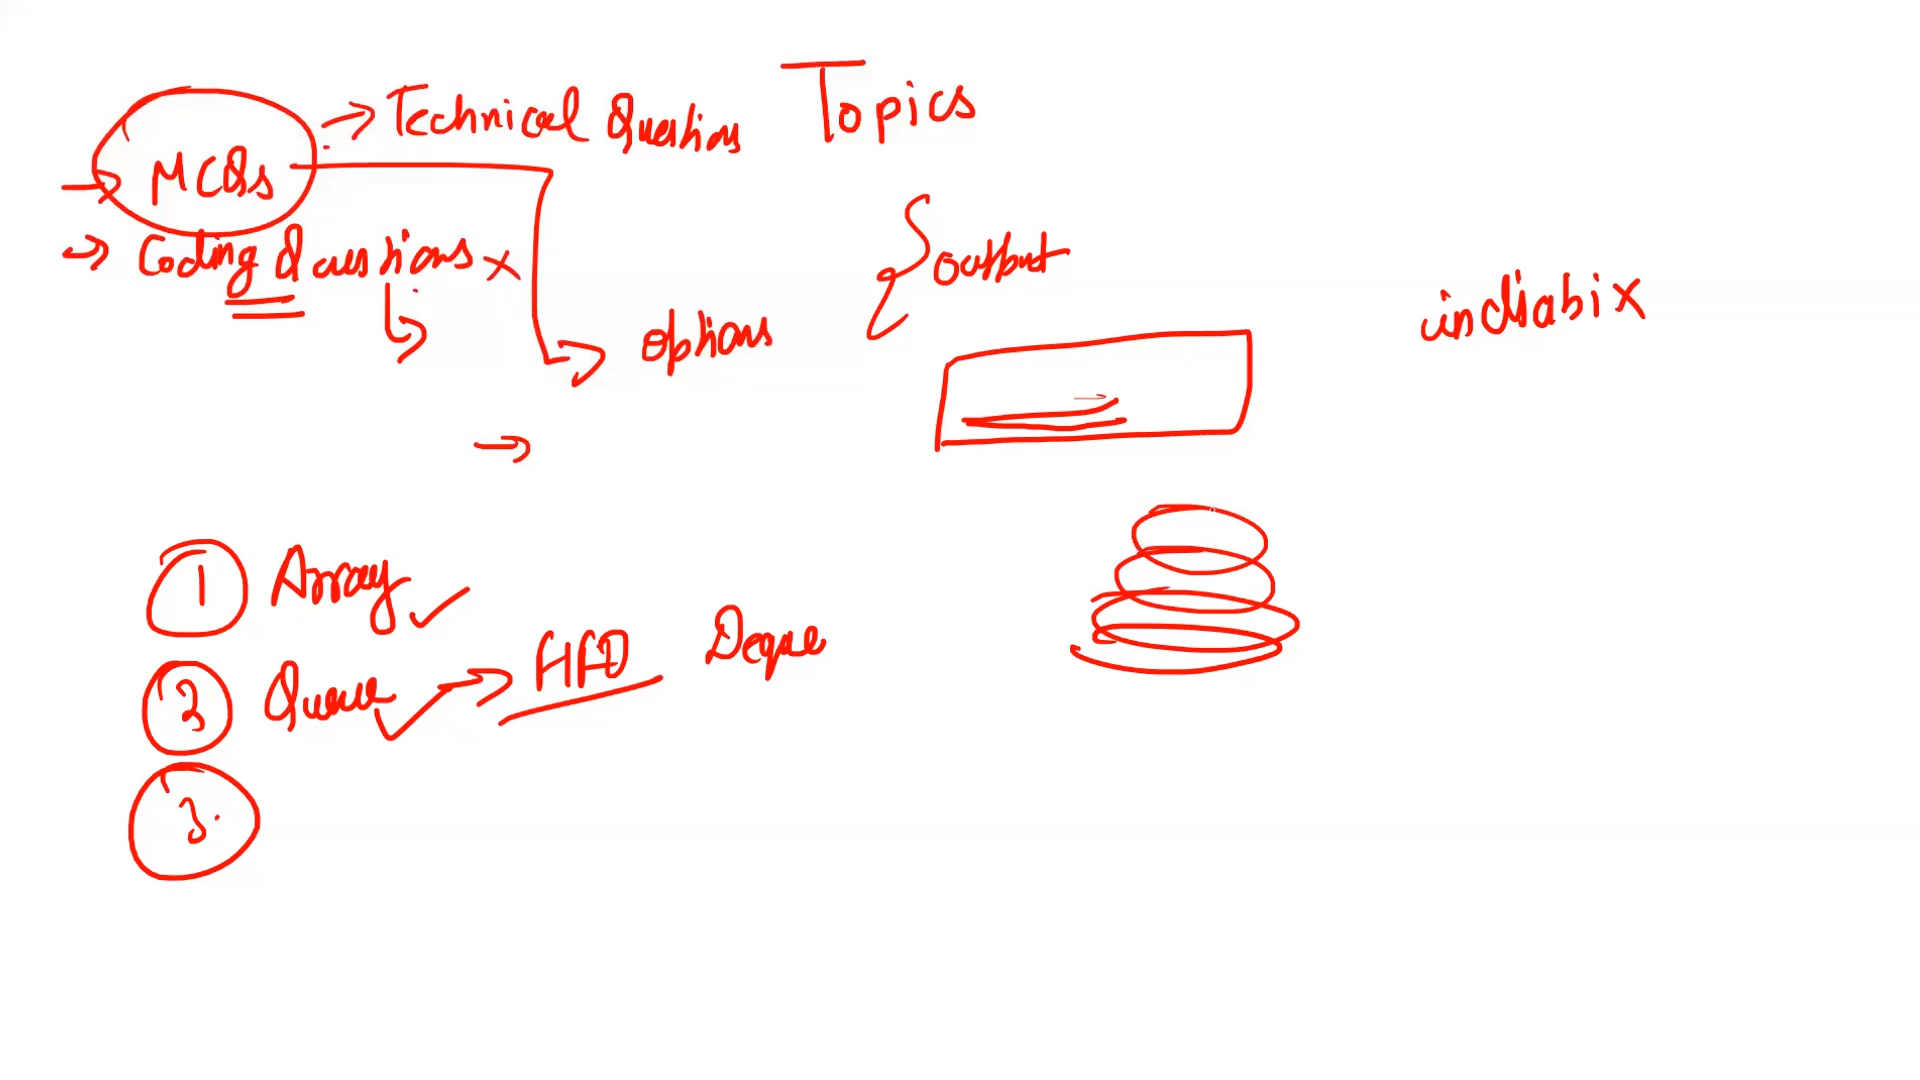 Topics
→ Technical Questions
→ MCQs
→ Coding Questions x
output
options
indiabix
1 Array ✓
2 Queue ✓ → FIFO Deque
3.